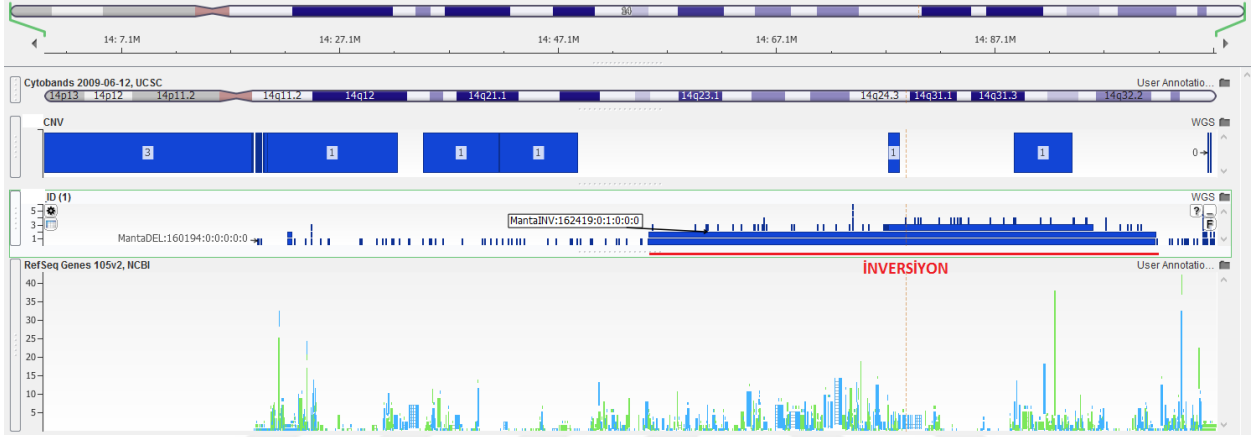 14: 7.1M 14: 27.1M 14: 47.1M 14: 67.1M 14: 87.1M
Cytobands 2009-06-12, UCSC User Annotatio...
14p13 14p12 14p11.2 14q11.2 14q12 14q21.1 14q23.1 14q24.3 14q31.1 14q31.3 14q32.2
CNV WGS
3 1 1 1 1 1 0
_ID (1) WGS
5 ?
3 MantaINV:162419:0:1:0:0:0 F
1 MantaDEL:160194:0:0:0:0:0
RefSeq Genes 105v2, NCBI İNVERSİYON User Annotatio...
40
35
30
25
20
15
10
5